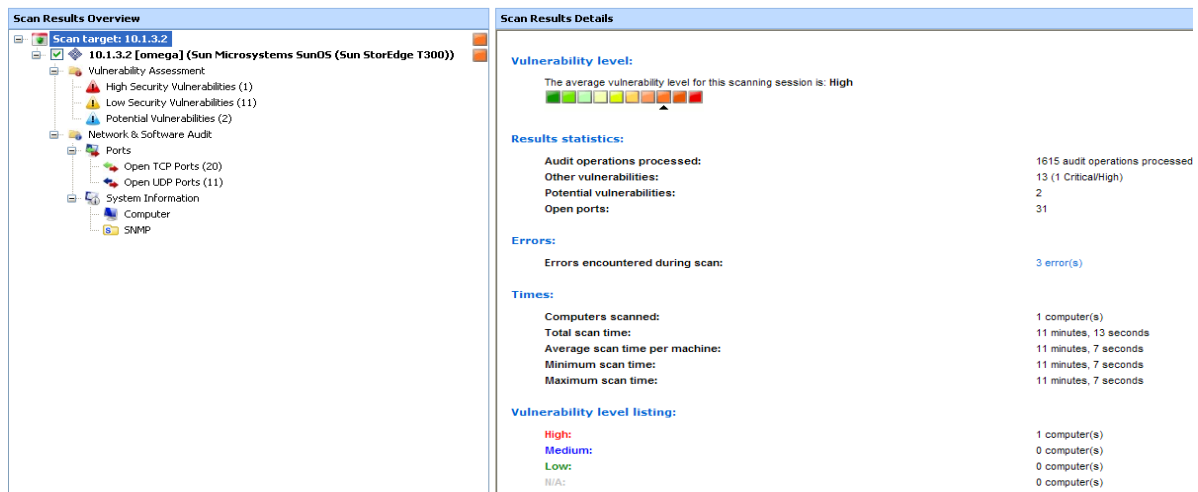 Scan Results Overview
Scan target: 10.1.3.2
10.1.3.2 [omega] (Sun Microsystems SunOS (Sun StorEdge T300))
Vulnerability Assessment
High Security Vulnerabilities (1)
Low Security Vulnerabilities (11)
Potential Vulnerabilities (2)
Network & Software Audit
Ports
Open TCP Ports (20)
Open UDP Ports (11)
System Information
Computer
SNMP
Scan Results Details
Vulnerability level:
The average vulnerability level for this scanning session is: High
Results statistics:
Audit operations processed: 1615 audit operations processed
Other vulnerabilities: 13 (1 Critical/High)
Potential vulnerabilities: 2
Open ports: 31
Errors:
Errors encountered during scan: 3 error(s)
Times:
Computers scanned: 1 computer(s)
Total scan time: 11 minutes, 13 seconds
Average scan time per machine: 11 minutes, 7 seconds
Minimum scan time: 11 minutes, 7 seconds
Maximum scan time: 11 minutes, 7 seconds
Vulnerability level listing:
High: 1 computer(s)
Medium: 0 computer(s)
Low: 0 computer(s)
N/A: 0 computer(s)